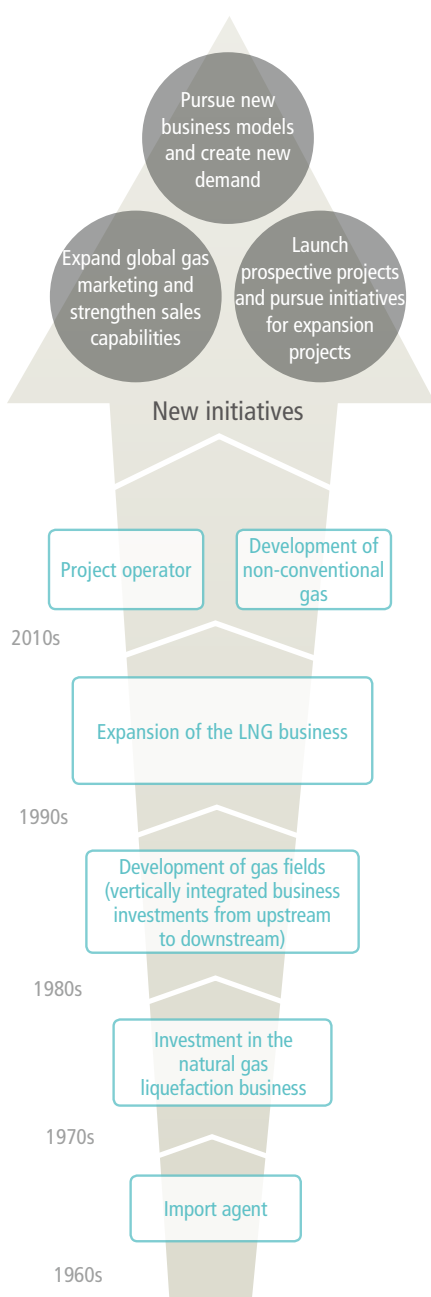 Pursue new
business models
and create new
demand
Expand global gas
marketing and
strengthen sales
capabilities
Launch
prospective projects
and pursue initiatives
for expansion
projects
New initiatives
Project operator
Development of
non-conventional
gas
2010s
Expansion of the LNG business
1990s
Development of gas fields
(vertically integrated business
investments from upstream
to downstream)
1980s
Investment in the
natural gas
liquefaction business
1970s
Import agent
1960s